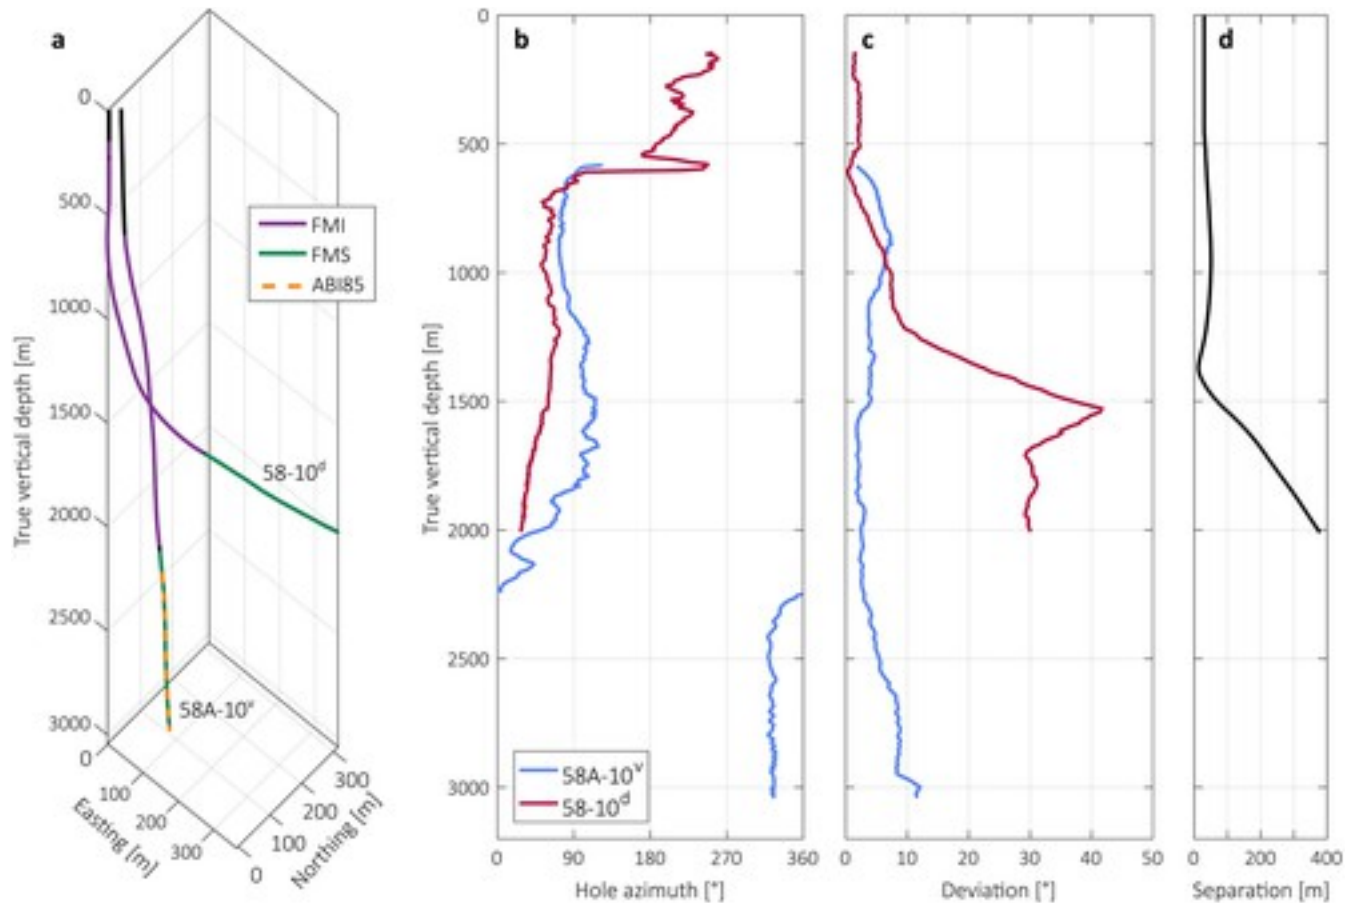 a
0
500
1000
1500
2000
2500
3000
True vertical depth [m]
FMI
FMS
ABI85
58-10ᵈ
58A-10ᵛ
0
100
200
300
Easting [m]
0
100
200
300
Northing [m]
b
0
500
1000
1500
2000
2500
3000
True vertical depth [m]
58A-10ᵛ
58-10ᵈ
0 90 180 270 360
Hole azimuth [°]
c
0 10 20 30 40 50
Deviation [°]
d
0 200 400
Separation [m]